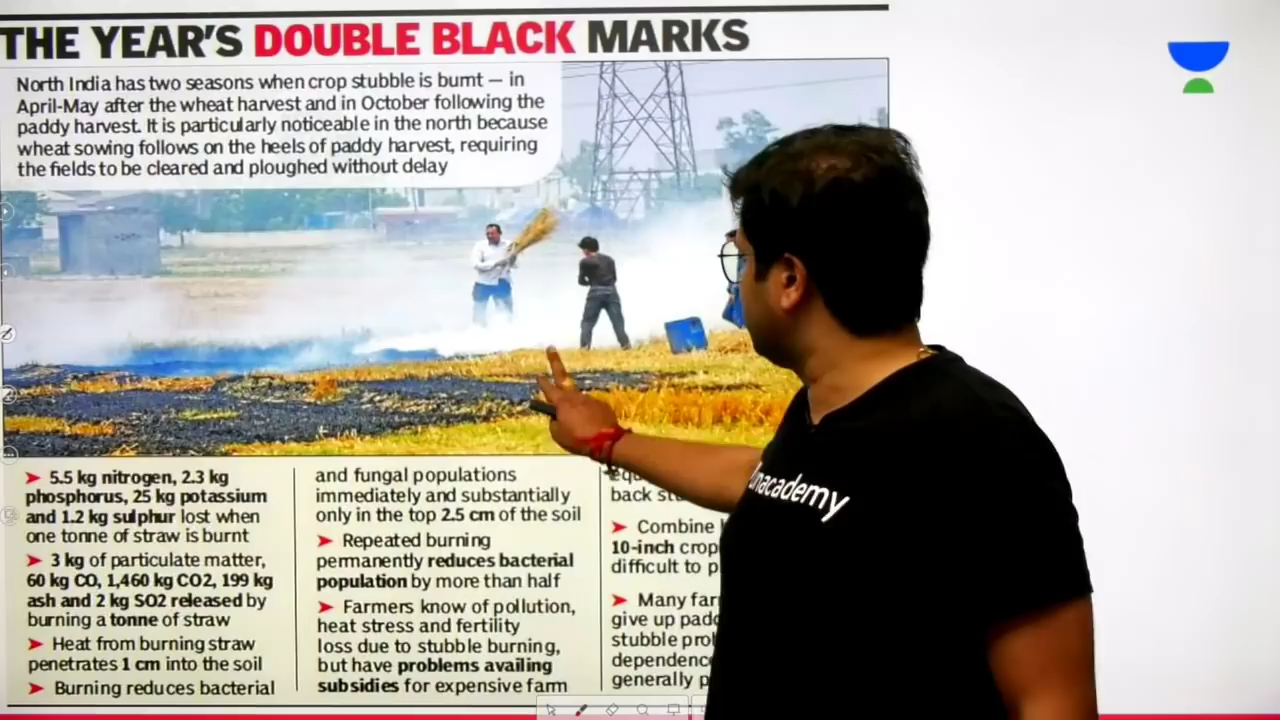 THE YEAR'S DOUBLE BLACK MARKS
North India has two seasons when crop stubble is burnt — in
April-May after the wheat harvest and in October following the
paddy harvest. It is particularly noticeable in the north because
wheat sowing follows on the heels of paddy harvest, requiring
the fields to be cleared and ploughed without delay
➤ 5.5 kg nitrogen, 2.3 kg
phosphorus, 25 kg potassium
and 1.2 kg sulphur lost when
one tonne of straw is burnt
➤ 3 kg of particulate matter,
60 kg CO, 1,460 kg CO2, 199 kg
ash and 2 kg SO2 released by
burning a tonne of straw
➤ Heat from burning straw
penetrates 1 cm into the soil
➤ Burning reduces bacterial
and fungal populations
immediately and substantially
only in the top 2.5 cm of the soil
➤ Repeated burning
permanently reduces bacterial
population by more than half
➤ Farmers know of pollution,
heat stress and fertility
loss due to stubble burning,
but have problems availing
subsidies for expensive farm
back
➤ Combine
10-inch crop
difficult to
➤ Many
give up
stubble
dependence
generally
unacademy